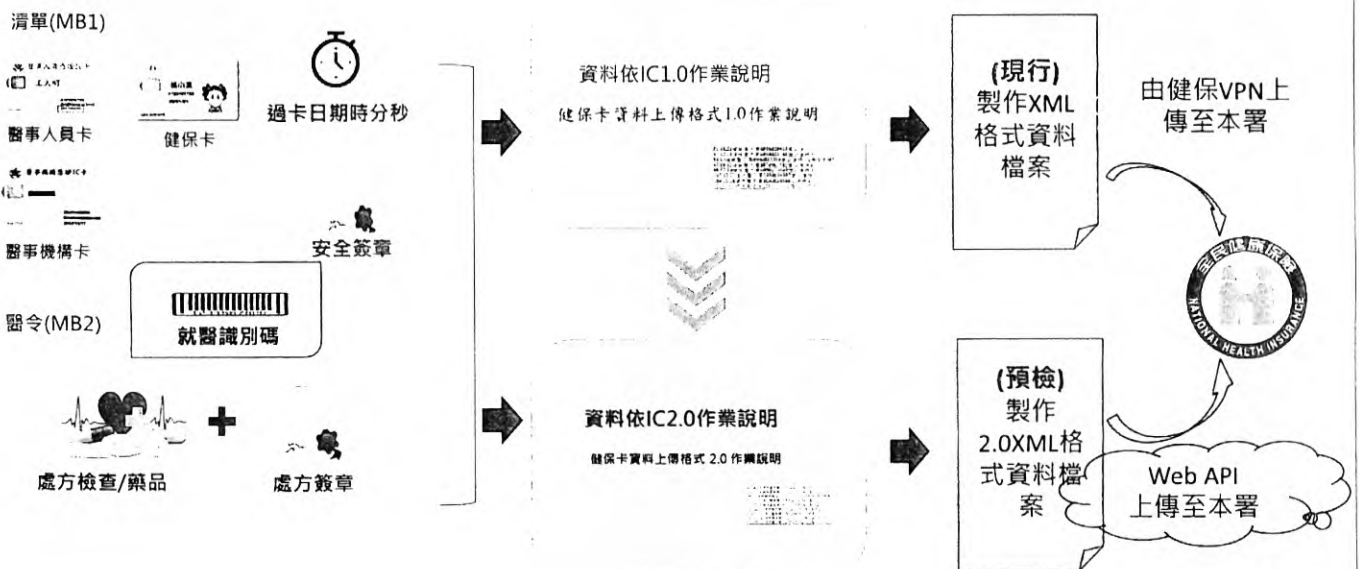 清單(MB1)
醫事人員卡
健保卡
過卡日期時分秒
醫事機構卡
安全簽章
就醫識別碼
醫令(MB2)
處方檢查/藥品
處方簽章
資料依IC1.0作業說明
健保卡資料上傳格式1.0作業說明
資料依IC2.0作業說明
健保卡資料上傳格式 2.0 作業說明
(現行)
製作XML
格式資料
檔案
由健保VPN上
傳至本署
全民健康保險
NATIONAL HEALTH INSURANCE
(預檢)
製作
2.0XML格
式資料檔
案
Web API
上傳至本署